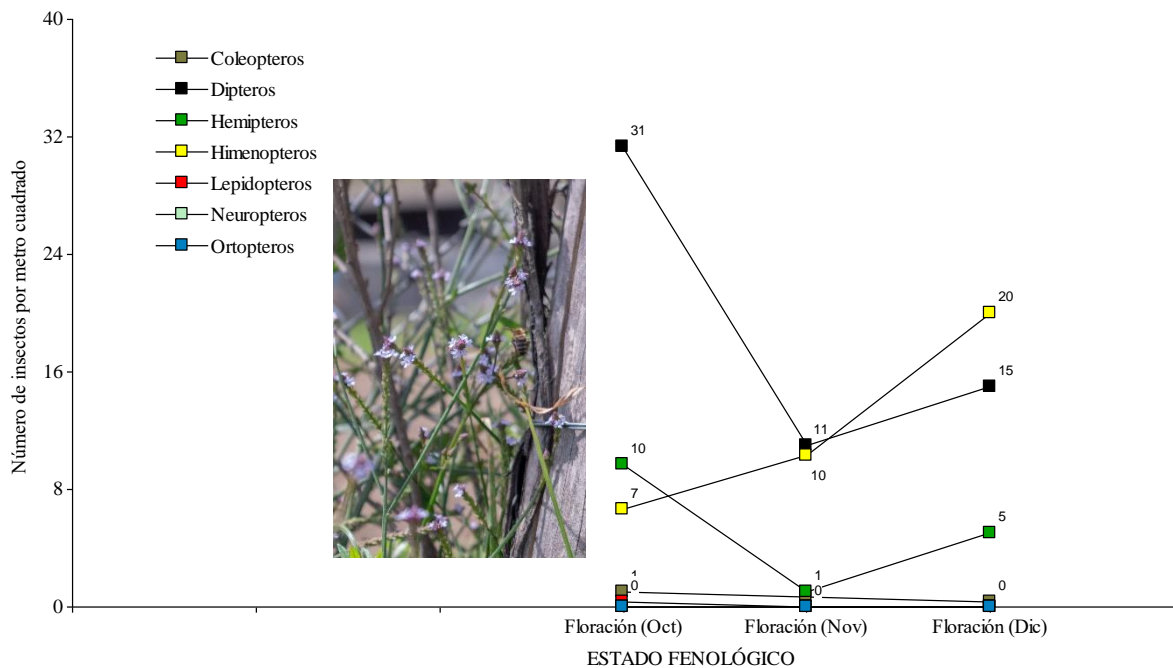 40
32
24
16
8
0
Número de insectos por metro cuadrado
Coleopteros
Dipteros
Hemipteros
Himenopteros
Lepidopteros
Neuropteros
Ortopteros
31
10
7
1
0
11
10
1
0
20
15
5
0
Floración (Oct)
Floración (Nov)
Floración (Dic)
ESTADO FENOLÓGICO